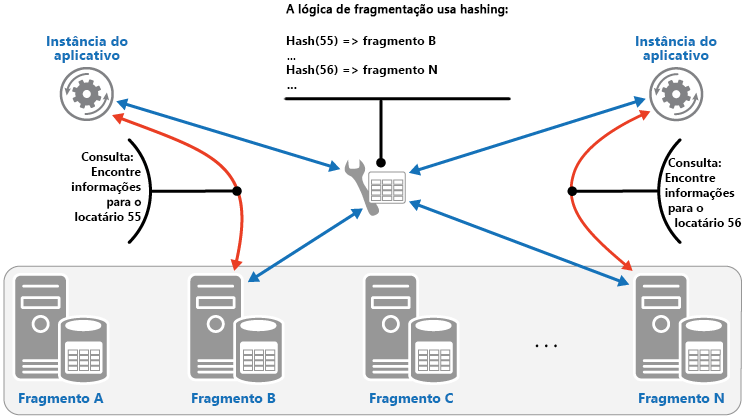 A lógica de fragmentação usa hashing:
Hash(55) => fragmento B
...
Hash(56) => fragmento N
...
Instância do
aplicativo
Instância do
aplicativo
Consulta:
Encontre
informações
para o
locatário 55
Consulta:
Encontre
informações
para o
locatário 56
. . .
Fragmento A
Fragmento B
Fragmento C
Fragmento N